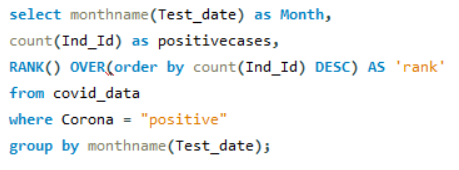 select monthname(Test_date) as Month,
count(Ind_Id) as positivecases,
RANK() OVER(order by count(Ind_Id) DESC) AS 'rank'
from covid_data
where Corona = "positive"
group by monthname(Test_date);